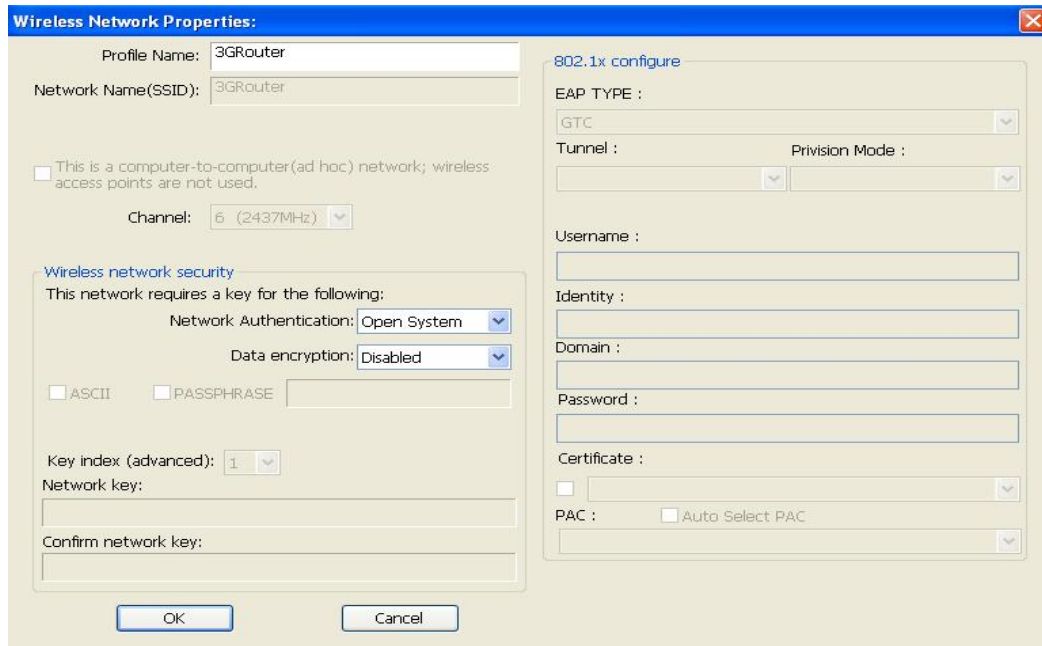 Wireless Network Properties:
Profile Name: 3GRouter
Network Name(SSID): 3GRouter
This is a computer-to-computer(ad hoc) network; wireless
access points are not used.
Channel: 6 (2437MHz)
Wireless network security
This network requires a key for the following:
Network Authentication: Open System
Data encryption: Disabled
ASCII PASSPHRASE
Key index (advanced): 1
Network key:
Confirm network key:
OK Cancel
802.1x configure
EAP TYPE :
GTC
Tunnel : Privision Mode :
Username :
Identity :
Domain :
Password :
Certificate :
PAC : Auto Select PAC